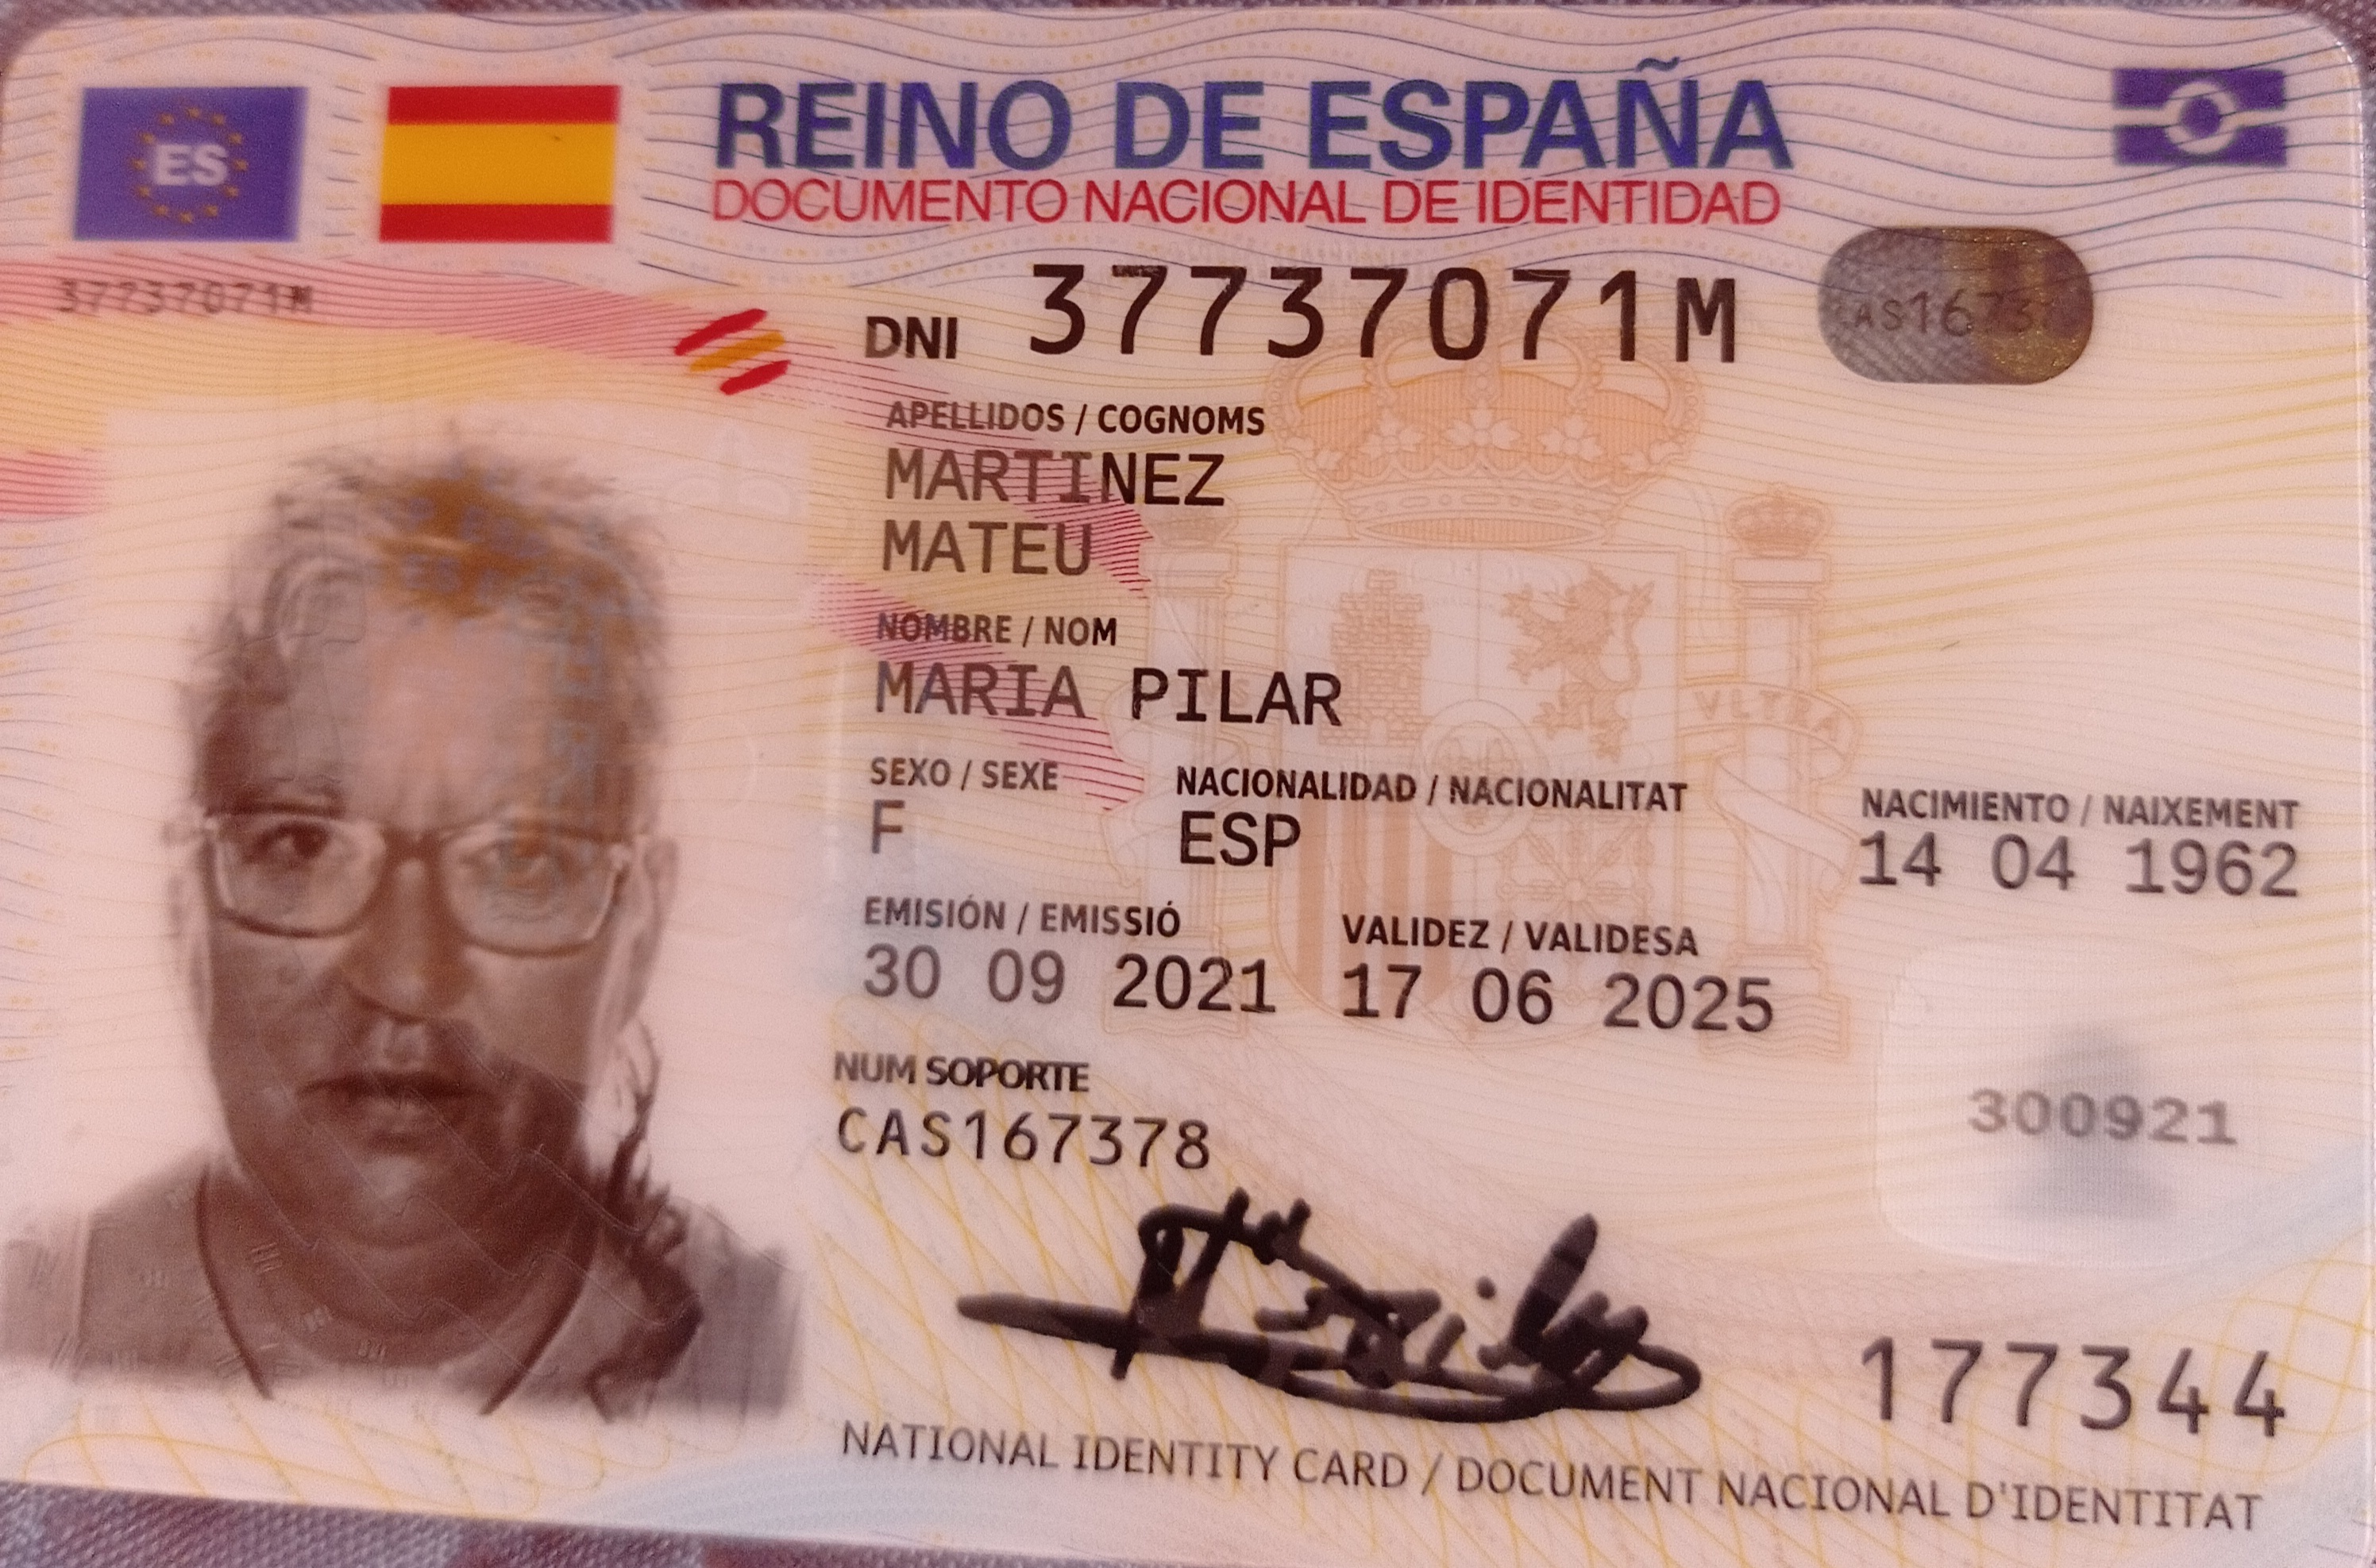 REINO DE ESPAÑA
ES
DOCUMENTO NACIONAL DE IDENTIDAD
37737071M
DNI 37737071M
AS16737
APELLIDOS / COGNOMS
MARTINEZ
MATEU
NOMBRE / NOM
MARIA PILAR
VLTRA
SEXO / SEXE NACIONALIDAD / NACIONALITAT NACIMIENTO / NAIXEMENT
F ESP 14 04 1962
EMISIÓN / EMISSIÓ VALIDEZ / VALIDESA
30 09 2021 17 06 2025
NUM SOPORTE
CAS167378
300921
177344
NATIONAL IDENTITY CARD / DOCUMENT NACIONAL D'IDENTITAT